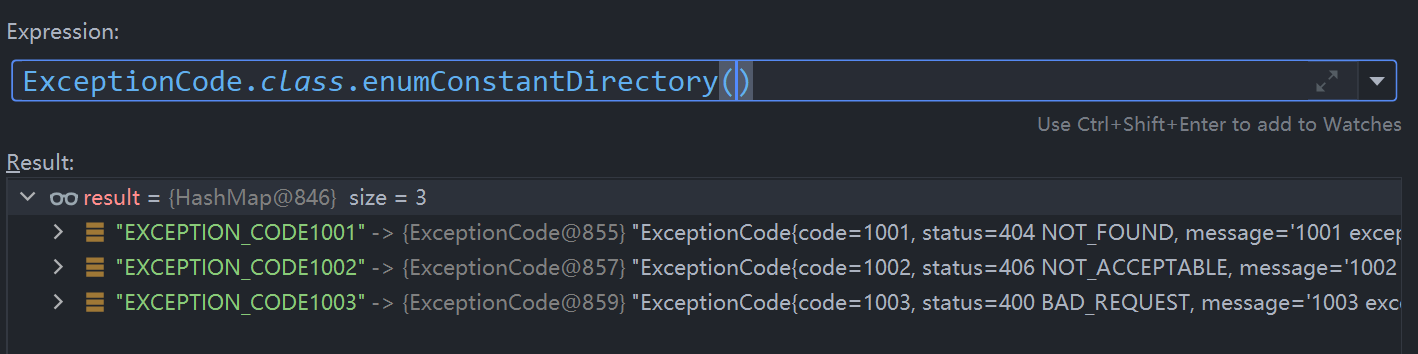 Expression:
ExceptionCode.class.enumConstantDirectory()
Use Ctrl+Shift+Enter to add to Watches
Result:
result = {HashMap@846} size = 3
"EXCEPTION_CODE1001" -> {ExceptionCode@855} "ExceptionCode{code=1001, status=404 NOT_FOUND, message='1001 excep
"EXCEPTION_CODE1002" -> {ExceptionCode@857} "ExceptionCode{code=1002, status=406 NOT_ACCEPTABLE, message='1002
"EXCEPTION_CODE1003" -> {ExceptionCode@859} "ExceptionCode{code=1003, status=400 BAD_REQUEST, message='1003 exce